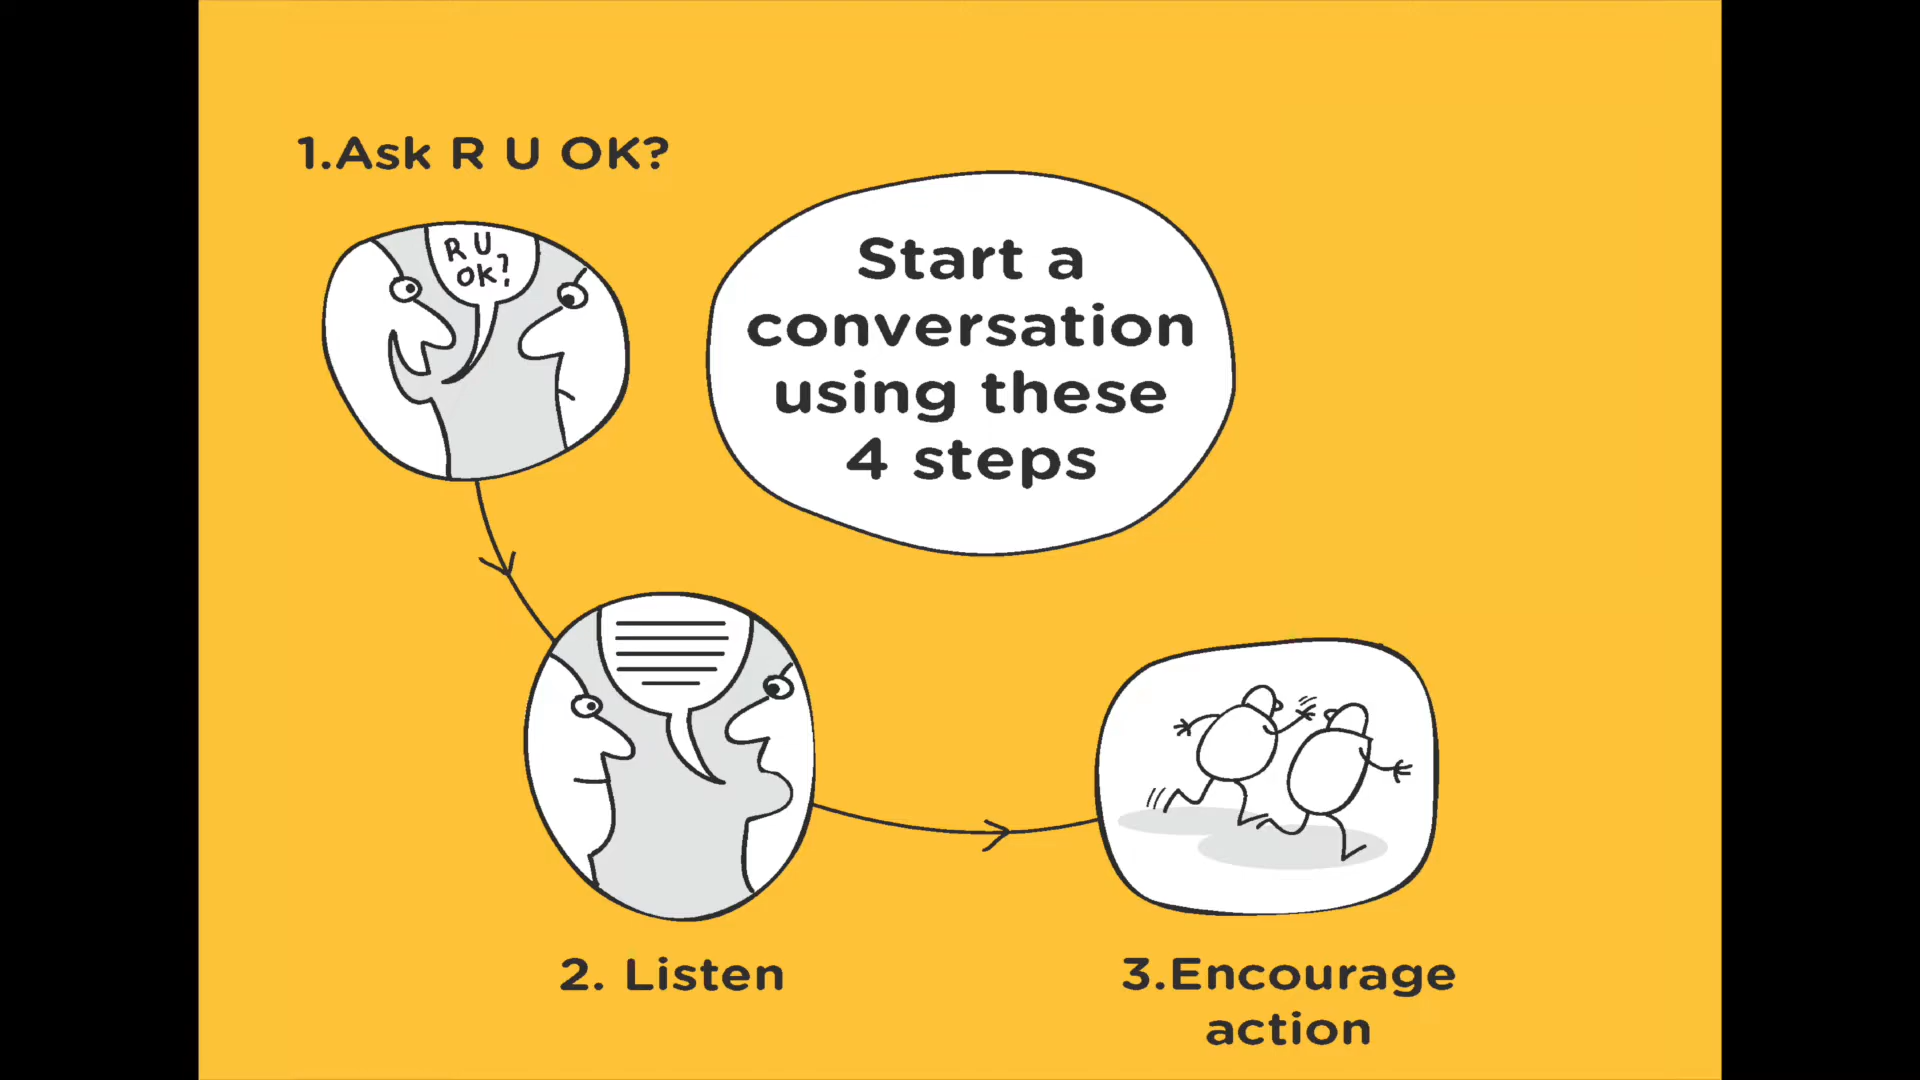 1.Ask R U OK?
R U
OK?
Start a
conversation
using these
4 steps
2. Listen
3.Encourage
action